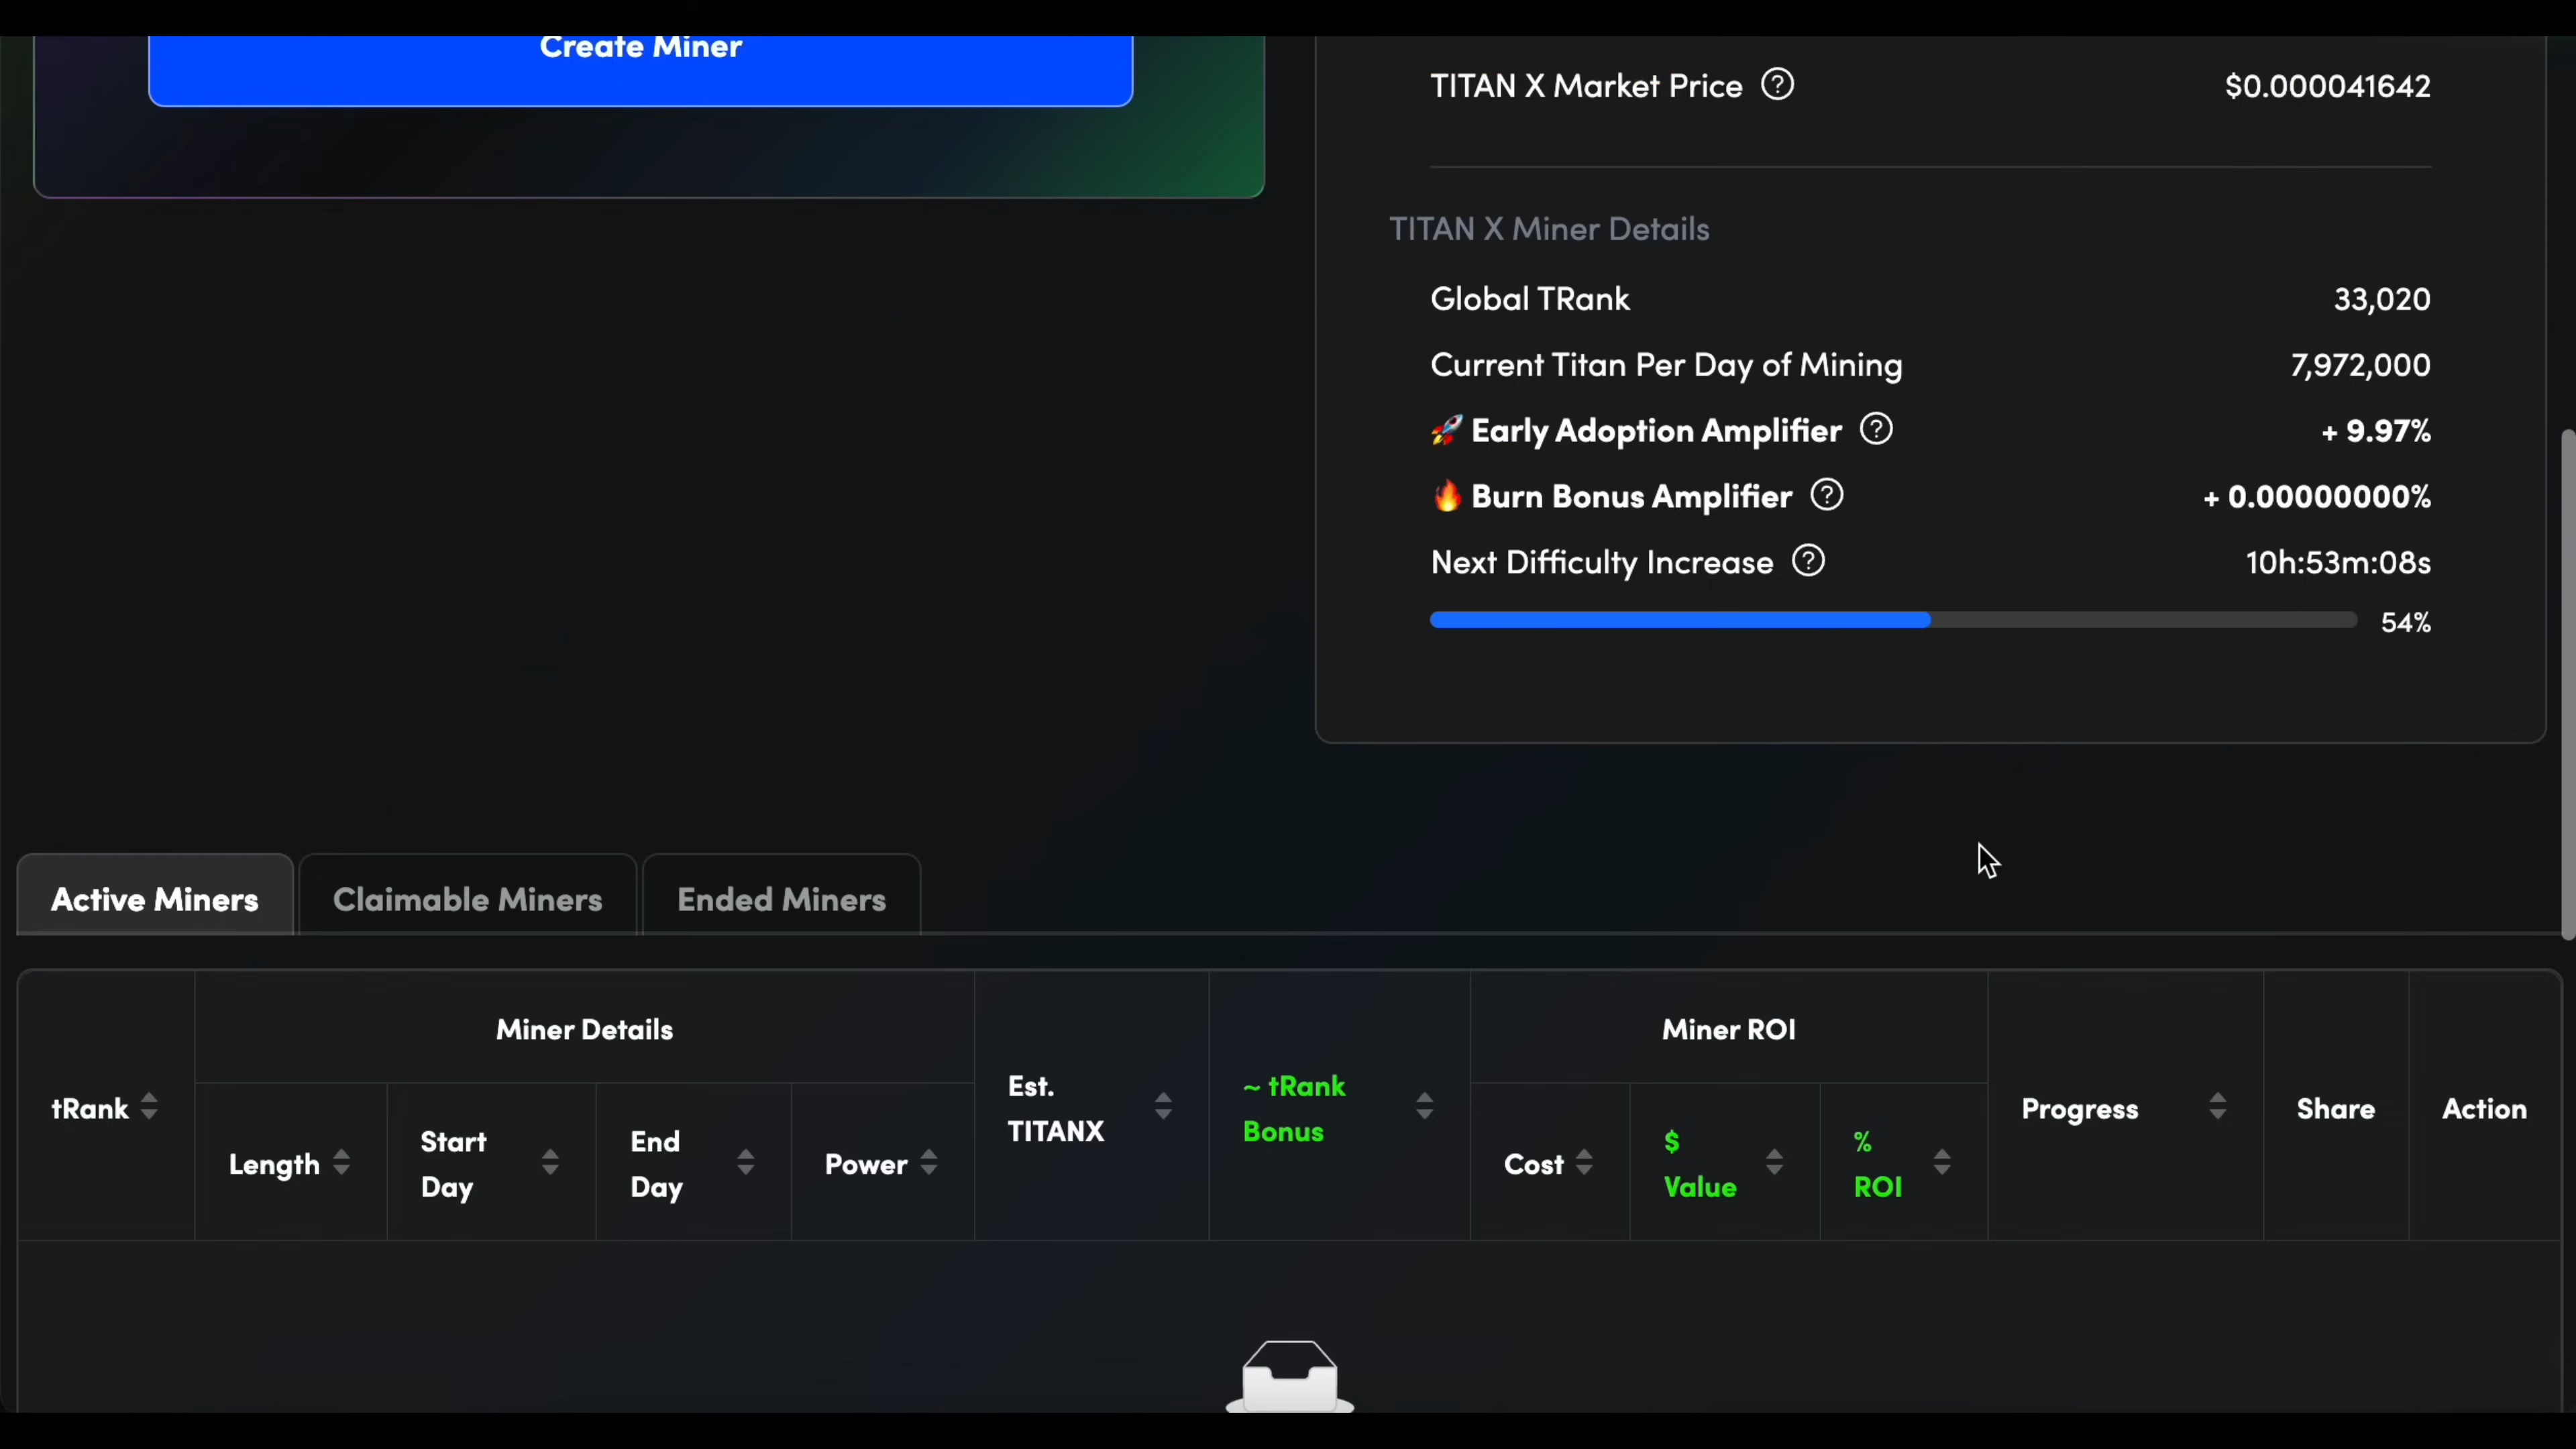 Create Miner
TITAN X Market Price $0.000041642
TITAN X Miner Details
Global TRank 33,020
Current Titan Per Day of Mining 7,972,000
🚀 Early Adoption Amplifier + 9.97%
🔥 Burn Bonus Amplifier + 0.00000000%
Next Difficulty Increase 10h:53m:08s
54%
Active Miners Claimable Miners Ended Miners
tRank
Miner Details
Length
Start
Day
End
Day
Power
Est.
TITANX
~ tRank
Bonus
Miner ROI
Cost
$
Value
%
ROI
Progress
Share
Action